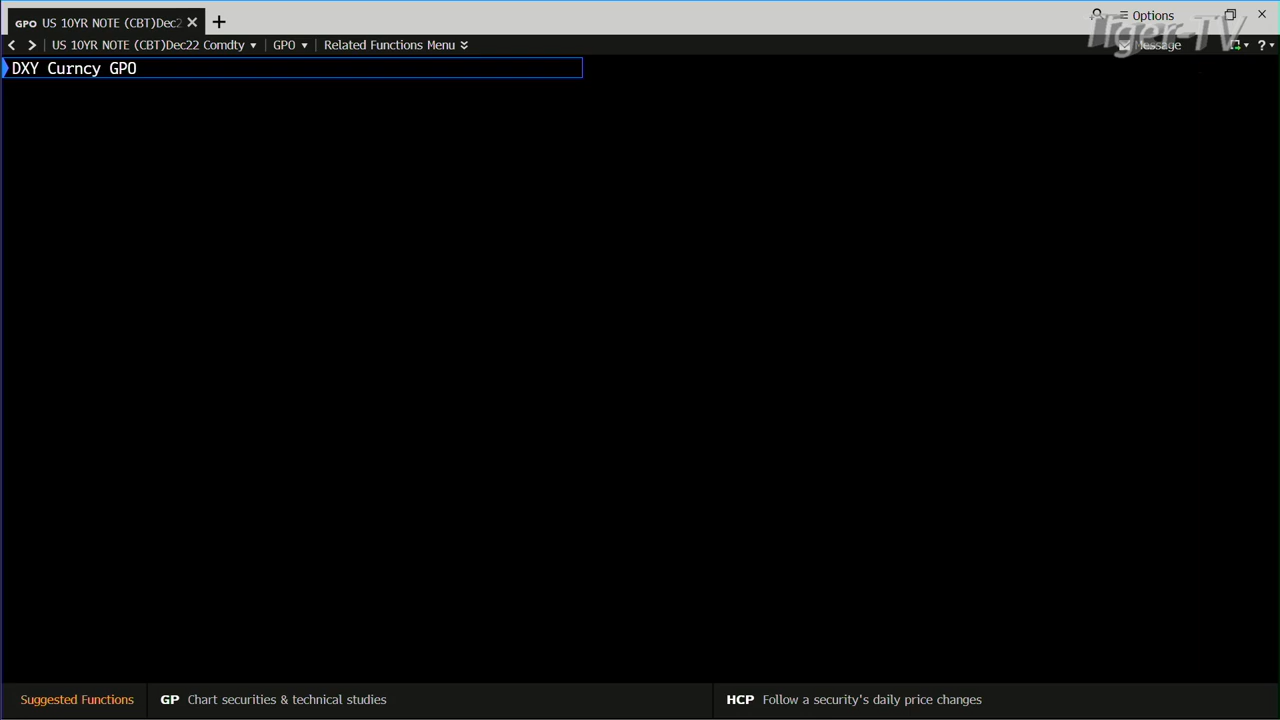 GPO US 10YR NOTE (CBT)Dec2
Options
Tiger-TV
US 10YR NOTE (CBT)Dec22 Comdty GPO Related Functions Menu
Message
?
DXY Curncy GPO
Suggested Functions GP Chart securities & technical studies HCP Follow a security's daily price changes